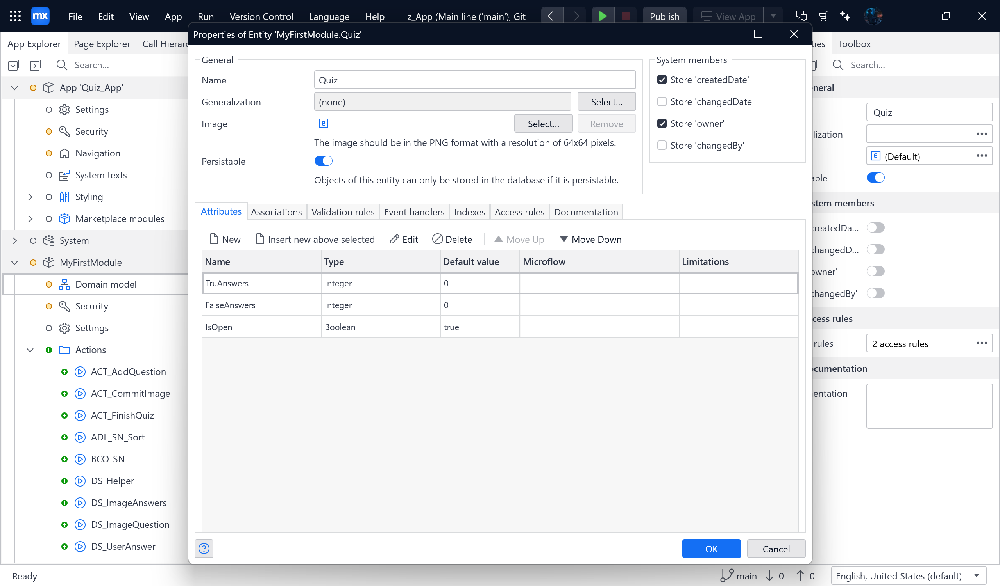 mx File Edit View App Run Version Control Language Help z_App (Main line ('main'), Git Publish View App
Properties of Entity 'MyFirstModule.Quiz'
App Explorer Page Explorer Call Hierarc
Search...
App 'Quiz_App'
Settings
Security
Navigation
System texts
Styling
Marketplace modules
System
MyFirstModule
Domain model
Security
Settings
Actions
ACT_AddQuestion
ACT_CommitImage
ACT_FinishQuiz
ADL_SN_Sort
BCO_SN
DS_Helper
DS_ImageAnswers
DS_ImageQuestion
DS_UserAnswer
General
Name Quiz
Generalization (none) Select...
Image e Select... Remove
The image should be in the PNG format with a resolution of 64x64 pixels.
Persistable
Objects of this entity can only be stored in the database if it is persistable.
System members
Store 'createdDate'
Store 'changedDate'
Store 'owner'
Store 'changedBy'
Attributes Associations Validation rules Event handlers Indexes Access rules Documentation
New Insert new above selected Edit Delete Move Up Move Down
Name Type Default value Microflow Limitations
TruAnswers Integer 0
FalseAnswers Integer 0
IsOpen Boolean true
? OK Cancel
ties Toolbox
Search...
eneral
Quiz
lization
e (Default)
able
stem members
createdDa...
changedD...
owner'
changedBy'
ccess rules
rules 2 access rules
ocumentation
entation
Ready main 0 0 English, United States (default)